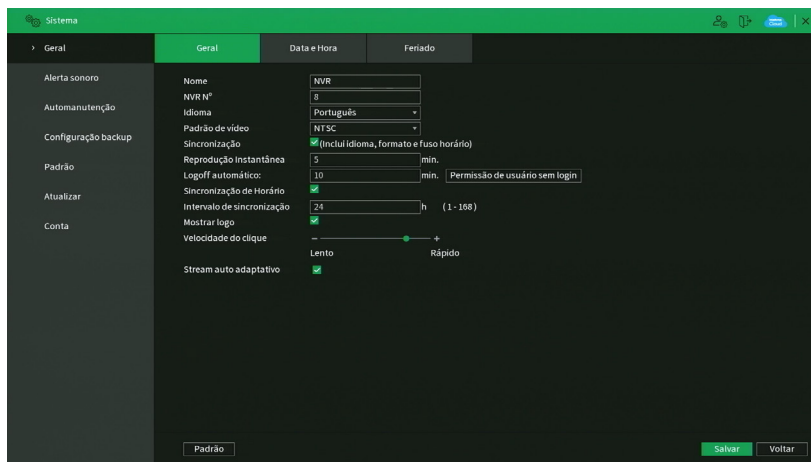 Sistema
Geral
Alerta sonoro
Automanutenção
Configuração backup
Padrão
Atualizar
Conta
Geral Data e Hora Feriado
Nome NVR
NVR Nº 8
Idioma Português
Padrão de vídeo NTSC
Sincronização (Inclui idioma, formato e fuso horário)
Reprodução Instantânea 5 min.
Logoff automático: 10 min. Permissão de usuário sem login
Sincronização de Horário
Intervalo de sincronização 24 h (1 - 168)
Mostrar logo
Velocidade do clique - +
Lento Rápido
Stream auto adaptativo
Padrão Salvar Voltar